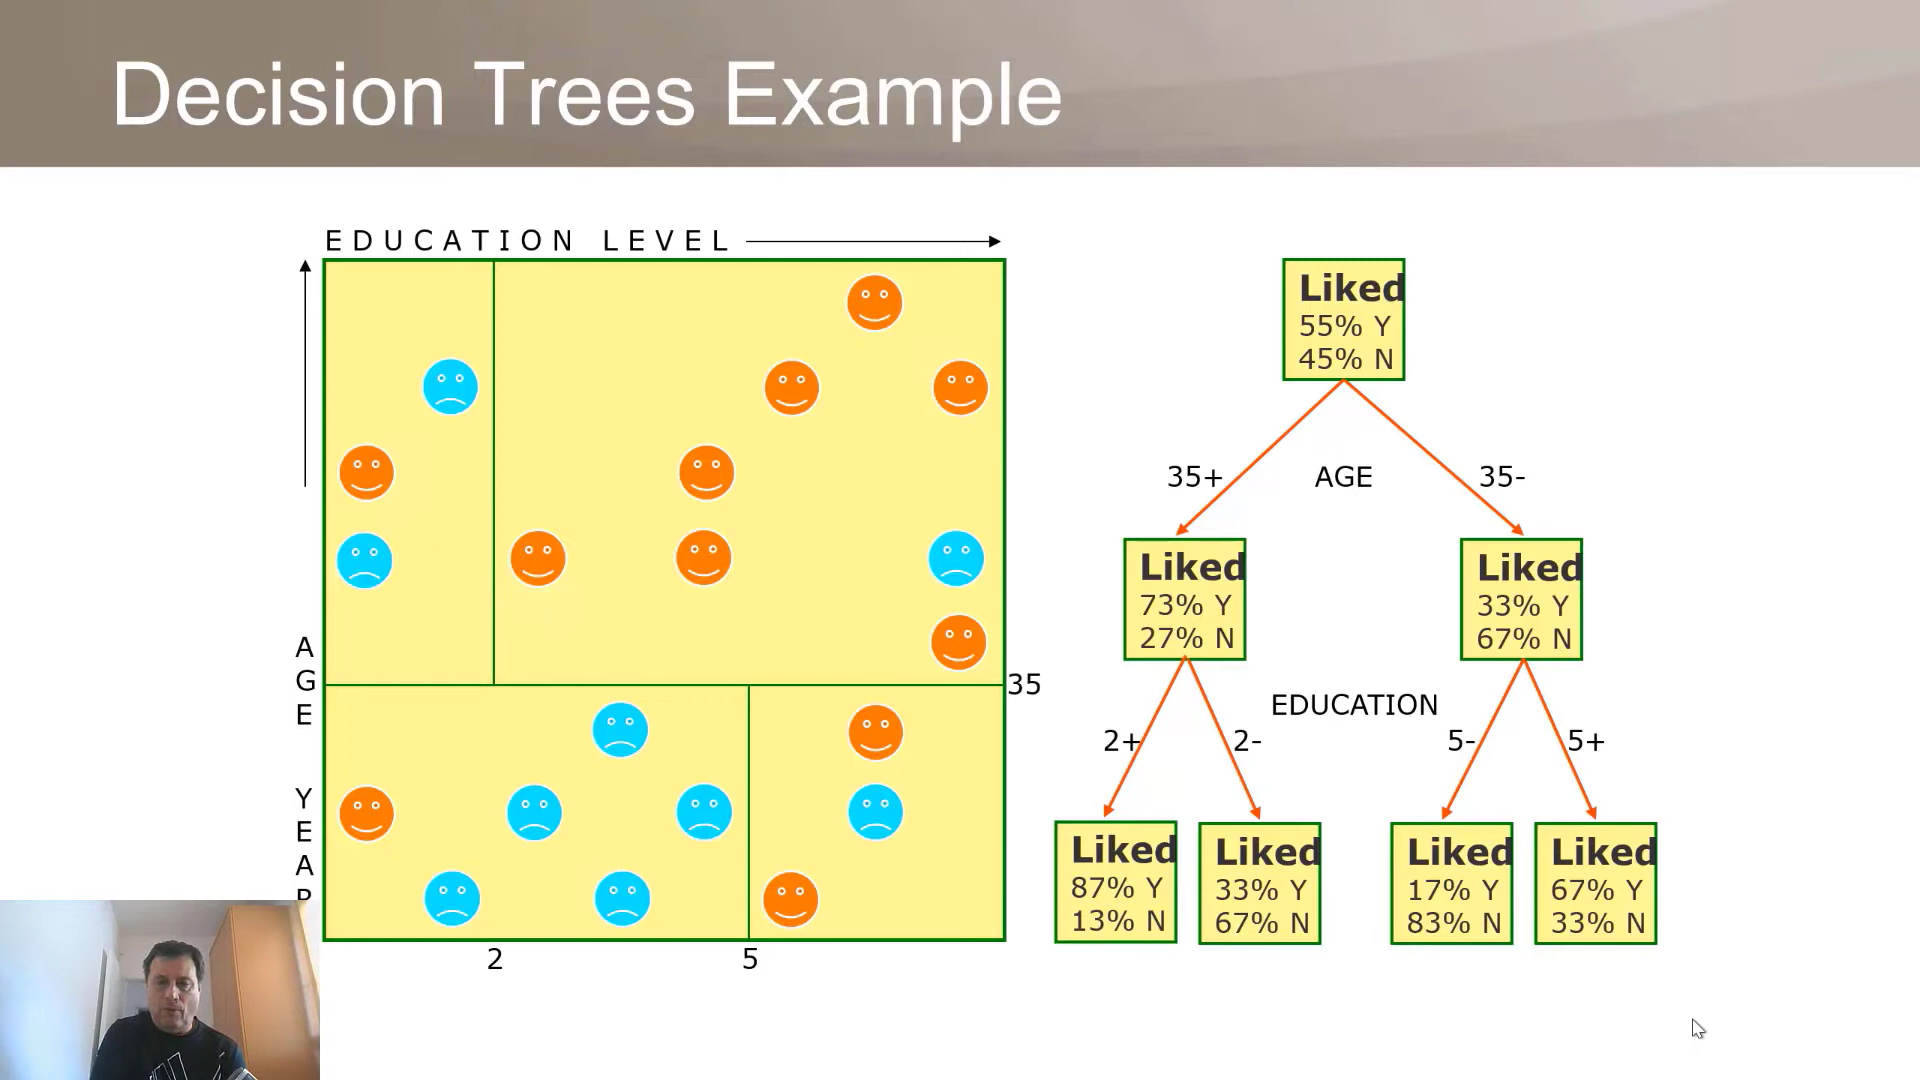 Decision Trees Example
EDUCATION LEVEL
AGE YEAR
35
2
5
Liked
55% Y
45% N
35+
AGE
35-
Liked
73% Y
27% N
Liked
33% Y
67% N
EDUCATION
2+
2-
5-
5+
Liked
87% Y
13% N
Liked
33% Y
67% N
Liked
17% Y
83% N
Liked
67% Y
33% N